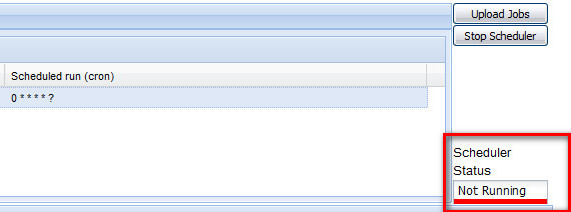 Upload Jobs
Stop Scheduler
Scheduled run (cron)
0 * * * * ?
Scheduler
Status
Not Running